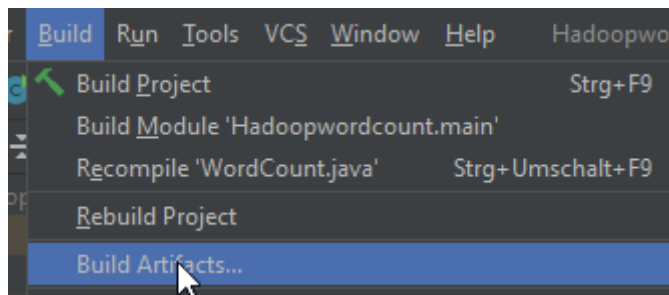 Build Run Tools VCS Window Help Hadoopwo
Build Project Strg+F9
Build Module 'Hadoopwordcount.main'
Recompile 'WordCount.java' Strg+Umschalt+F9
Rebuild Project
Build Artifacts...